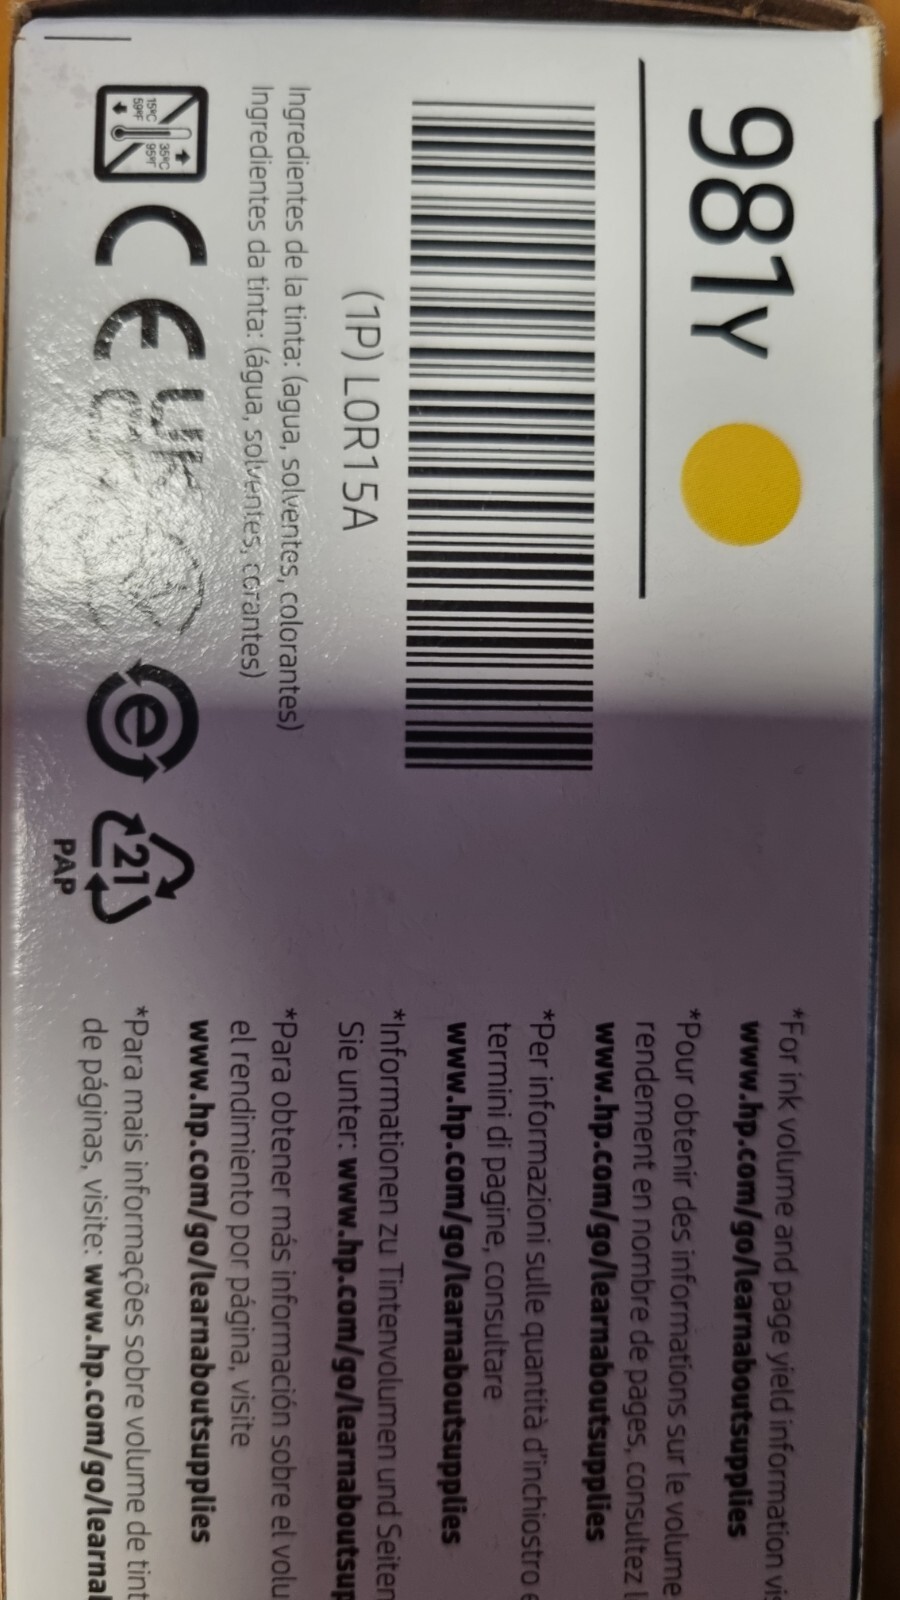 981Y
(1P) L0R15A
Ingredientes de la tinta: (agua, solventes, colorantes)
Ingredientes da tinta: (água, solventes, corantes)
15ºC
59ºF
35ºC
95ºF
CE
UK
e
21
PAP
*For ink volume and page yield information
www.hp.com/go/learnaboutsupplies
*Pour obtenir des informations sur le volume
rendement en nombre de pages, consultez
www.hp.com/go/learnaboutsupplies
*Per informazioni sulle quantità d'inchiostro e
termini di pagine, consultare
www.hp.com/go/learnaboutsupplies
*Informationen zu Tintenvolumen und Seiten
Sie unter: www.hp.com/go/learnaboutsup
*Para obtener más información sobre el volu
el rendimiento por página, visite
www.hp.com/go/learnaboutsupplies
*Para mais informações sobre volume de tint
de páginas, visite: www.hp.com/go/learna